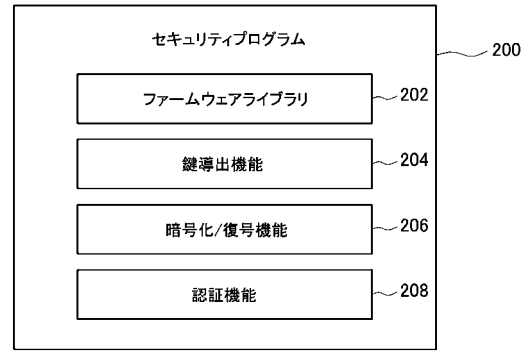 セキュリティプログラム
200
ファームウェアライブラリ
202
鍵導出機能
204
暗号化/復号機能
206
認証機能
208